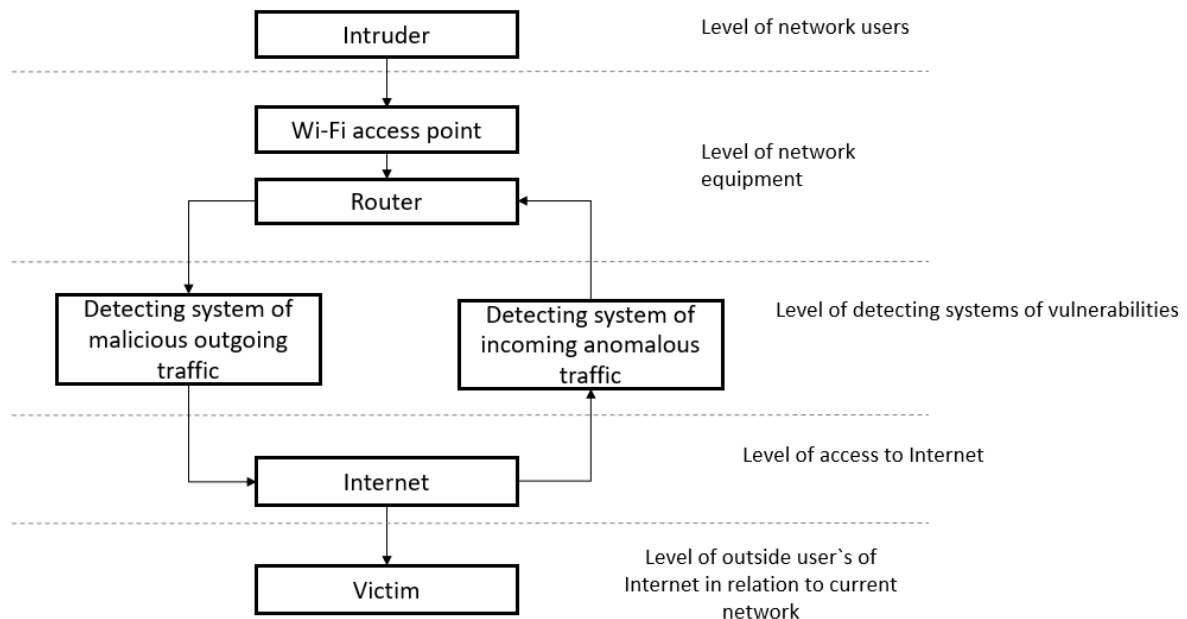 Intruder
Level of network users
Wi-Fi access point
Level of network
equipment
Router
Detecting system of
malicious outgoing
traffic
Detecting system of
incoming anomalous
traffic
Level of detecting systems of vulnerabilities
Internet
Level of access to Internet
Victim
Level of outside user`s of
Internet in relation to current
network